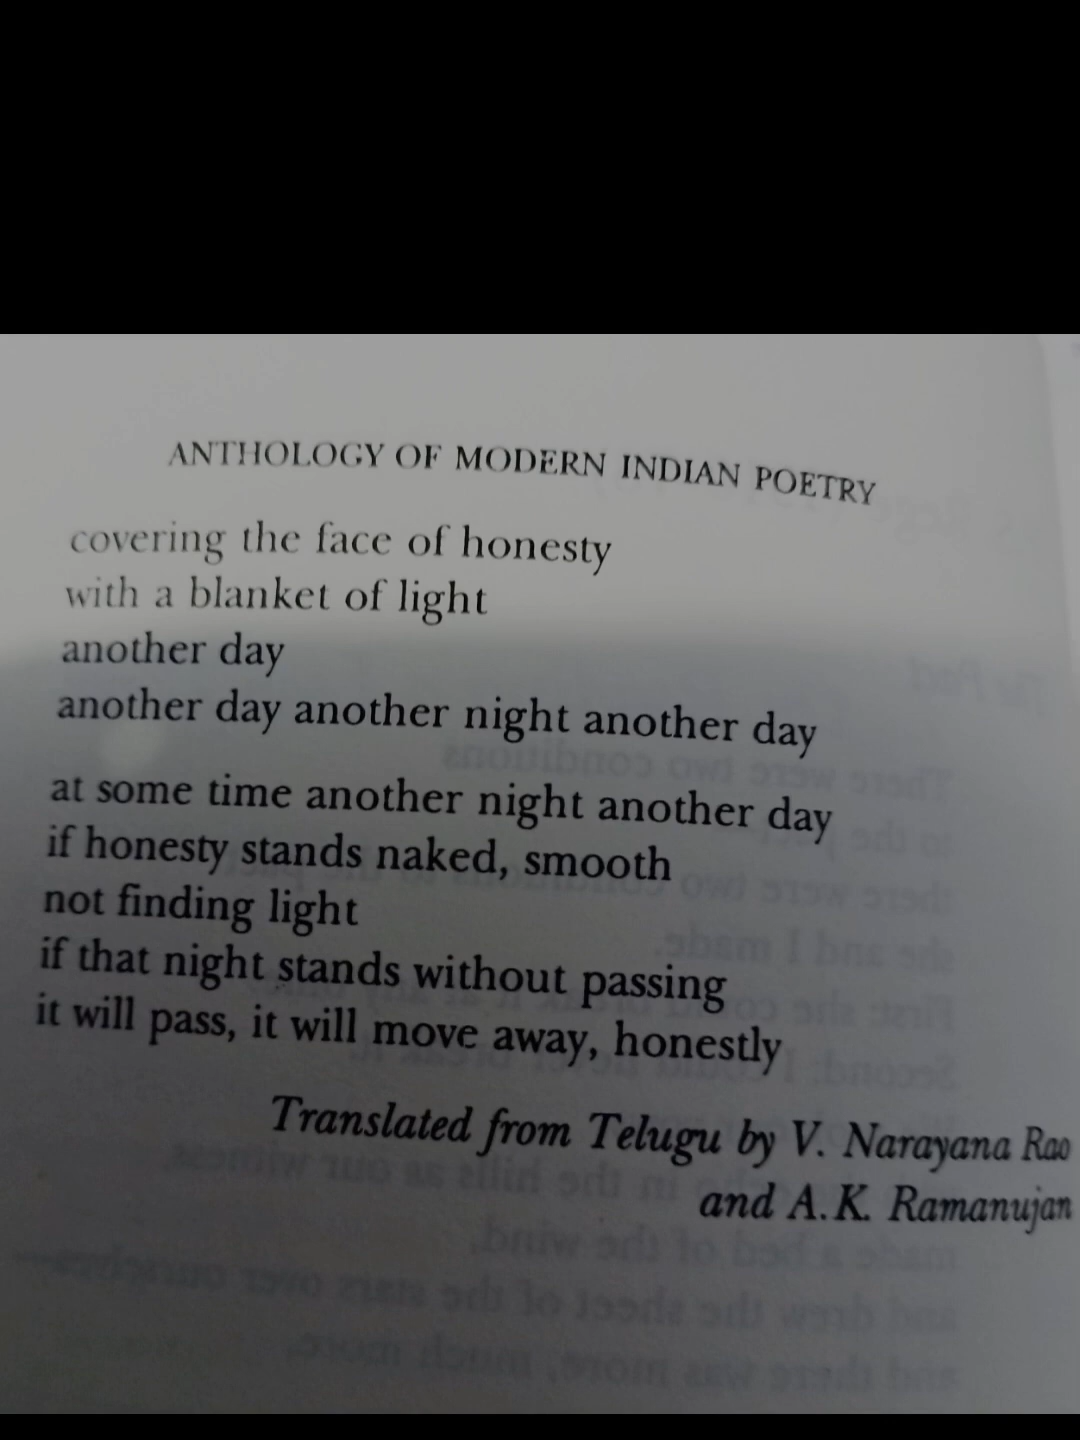 ANTHOLOGY OF MODERN INDIAN POETRY
covering the face of honesty
with a blanket of light
another day
another day another night another day
at some time another night another day
if honesty stands naked, smooth
not finding light
if that night stands without passing
it will pass, it will move away, honestly
Translated from Telugu by V. Narayana Rao
and A. K. Ramanujan